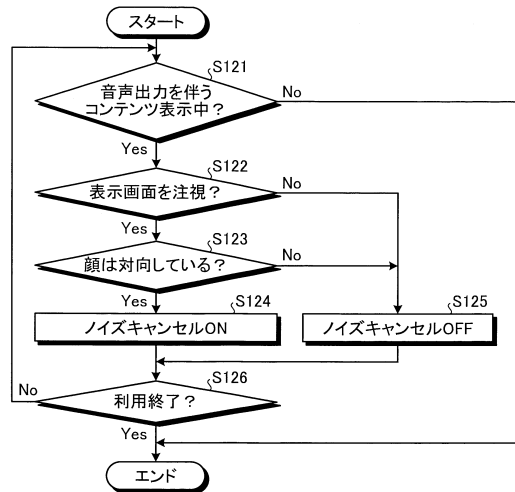 スタート
S121
音声出力を伴う
コンテンツ表示中？
No
Yes
S122
表示画面を注視？
No
Yes
S123
顔は対向している？
No
Yes
S124
ノイズキャンセルON
S125
ノイズキャンセルOFF
S126
No
利用終了？
Yes
エンド